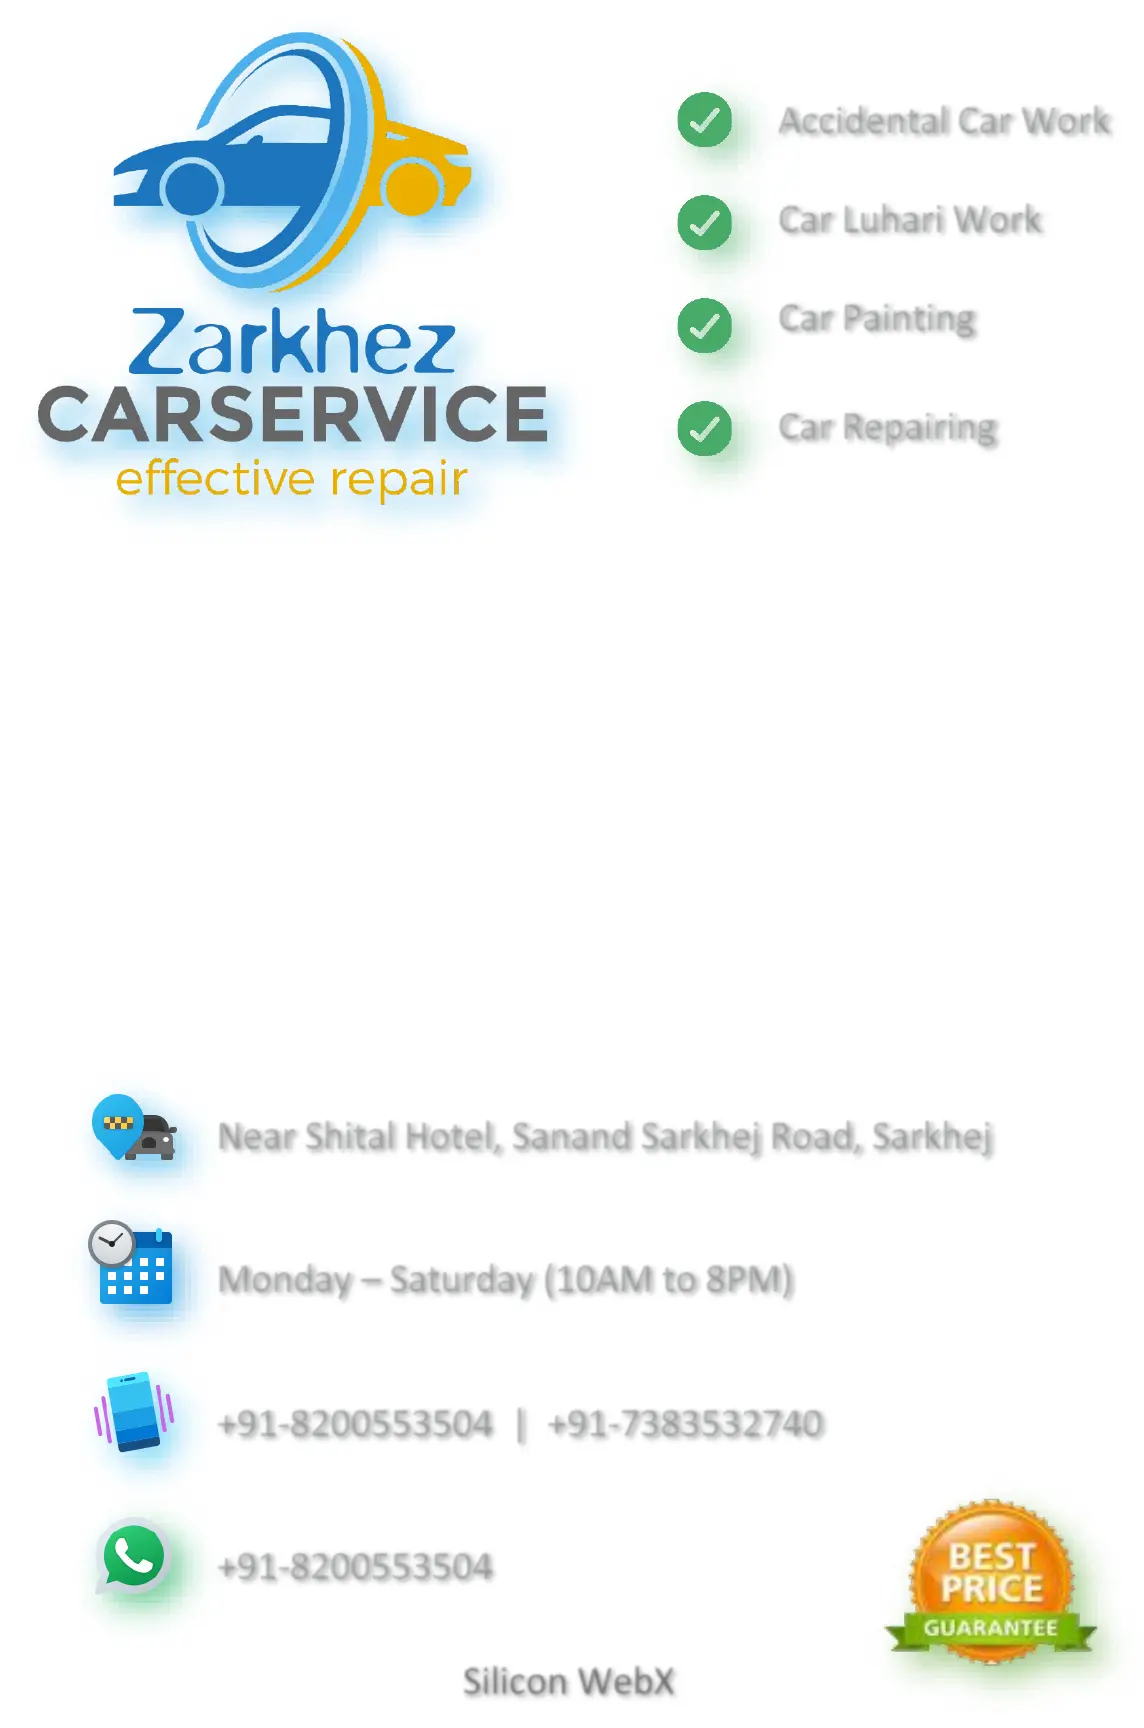 Zarkhez
CARSERVICE
effective repair
Accidental Car Work
Car Luhari Work
Car Painting
Car Repairing
Near Shital Hotel, Sanand Sarkhej Road, Sarkhej
Monday – Saturday (10AM to 8PM)
+91-8200553504 | +91-7383532740
+91-8200553504
BEST
PRICE
GUARANTEE
Silicon WebX